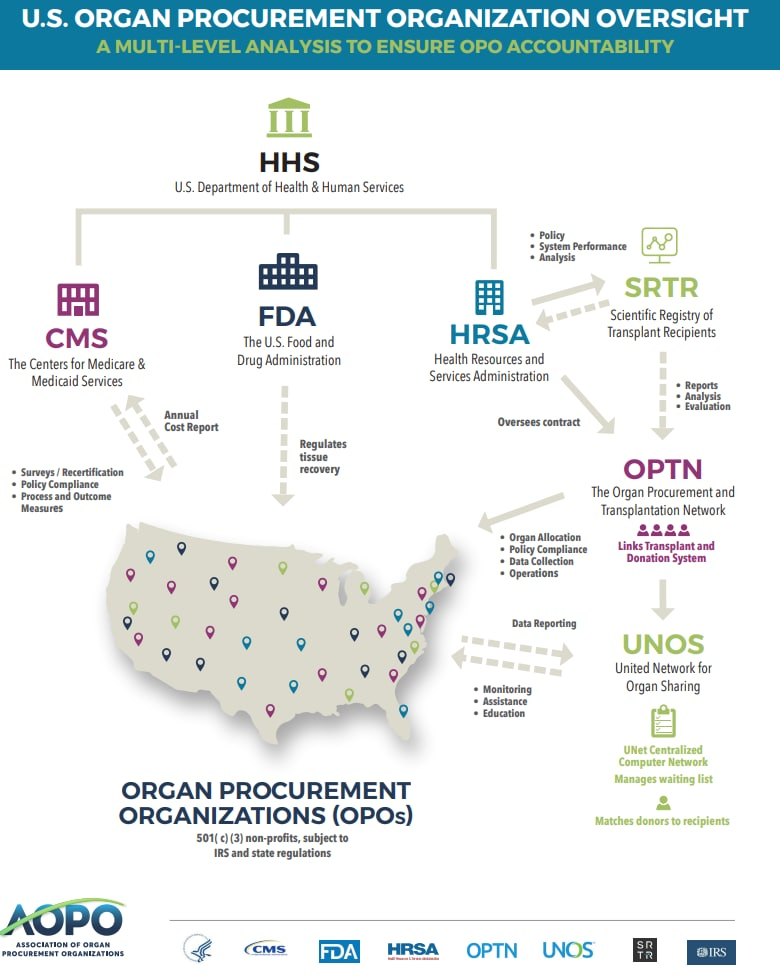 U.S. ORGAN PROCUREMENT ORGANIZATION OVERSIGHT
A MULTI-LEVEL ANALYSIS TO ENSURE OPO ACCOUNTABILITY
HHS
U.S. Department of Health & Human Services
CMS
The Centers for Medicare &
Medicaid Services
FDA
The U.S. Food and
Drug Administration
HRSA
Health Resources and
Services Administration
• Policy
• System Performance
• Analysis
SRTR
Scientific Registry of
Transplant Recipients
Annual
Cost Report
• Surveys / Recertification
• Policy Compliance
• Process and Outcome
Measures
Regulates
tissue
recovery
Oversees contract
• Reports
• Analysis
• Evaluation
OPTN
The Organ Procurement and
Transplantation Network
Links Transplant and
Donation System
• Organ Allocation
• Policy Compliance
• Data Collection
• Operations
Data Reporting
• Monitoring
• Assistance
• Education
UNOS
United Network for
Organ Sharing
UNet Centralized
Computer Network
Manages waiting list
Matches donors to recipients
ORGAN PROCUREMENT
ORGANIZATIONS (OPOs)
501( c) (3) non-profits, subject to
IRS and state regulations
AOPO
ASSOCIATION OF ORGAN
PROCUREMENT ORGANIZATIONS
CMS
FDA
HRSA
OPTN
UNOS
SR
TR
IRS